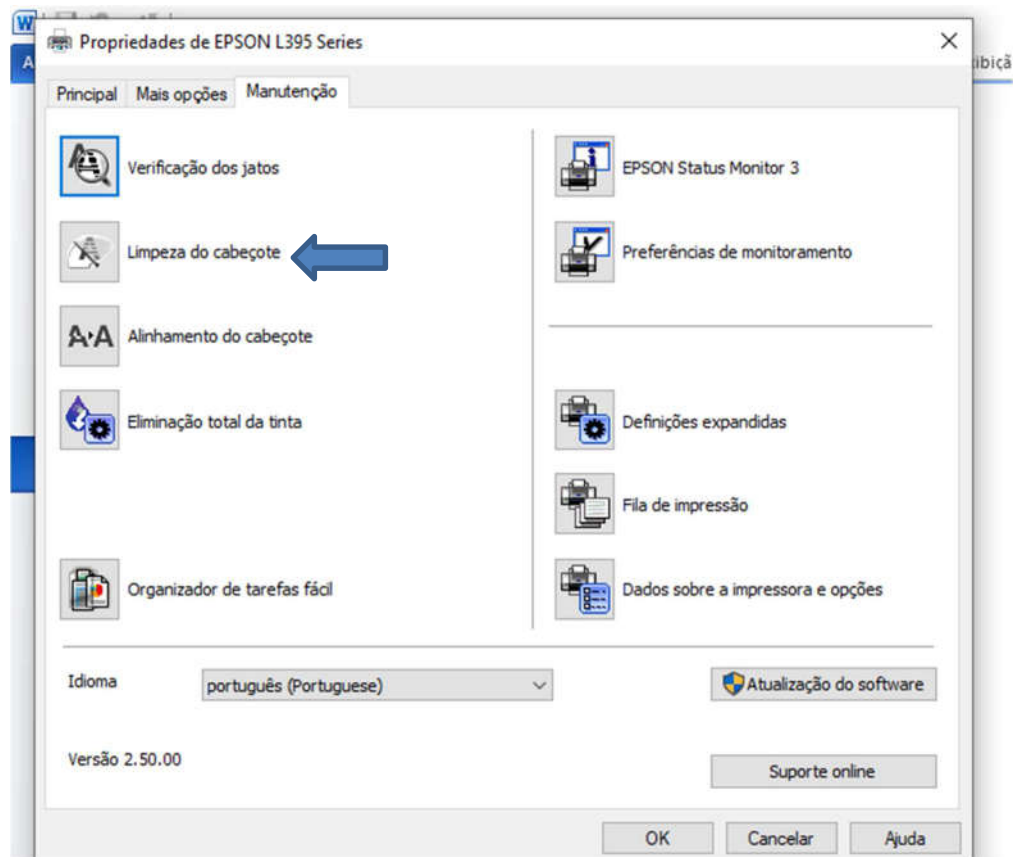 W
Propriedades de EPSON L395 Series
A
ibiçã
Principal Mais opções Manutenção
Verificação dos jatos
EPSON Status Monitor 3
Limpeza do cabeçote
Preferências de monitoramento
A A
Alinhamento do cabeçote
Eliminação total da tinta
Definições expandidas
Fila de impressão
Organizador de tarefas fácil
Dados sobre a impressora e opções
Idioma
português (Portuguese)
Atualização do software
Versão 2.50.00
Suporte online
OK Cancelar Ajuda